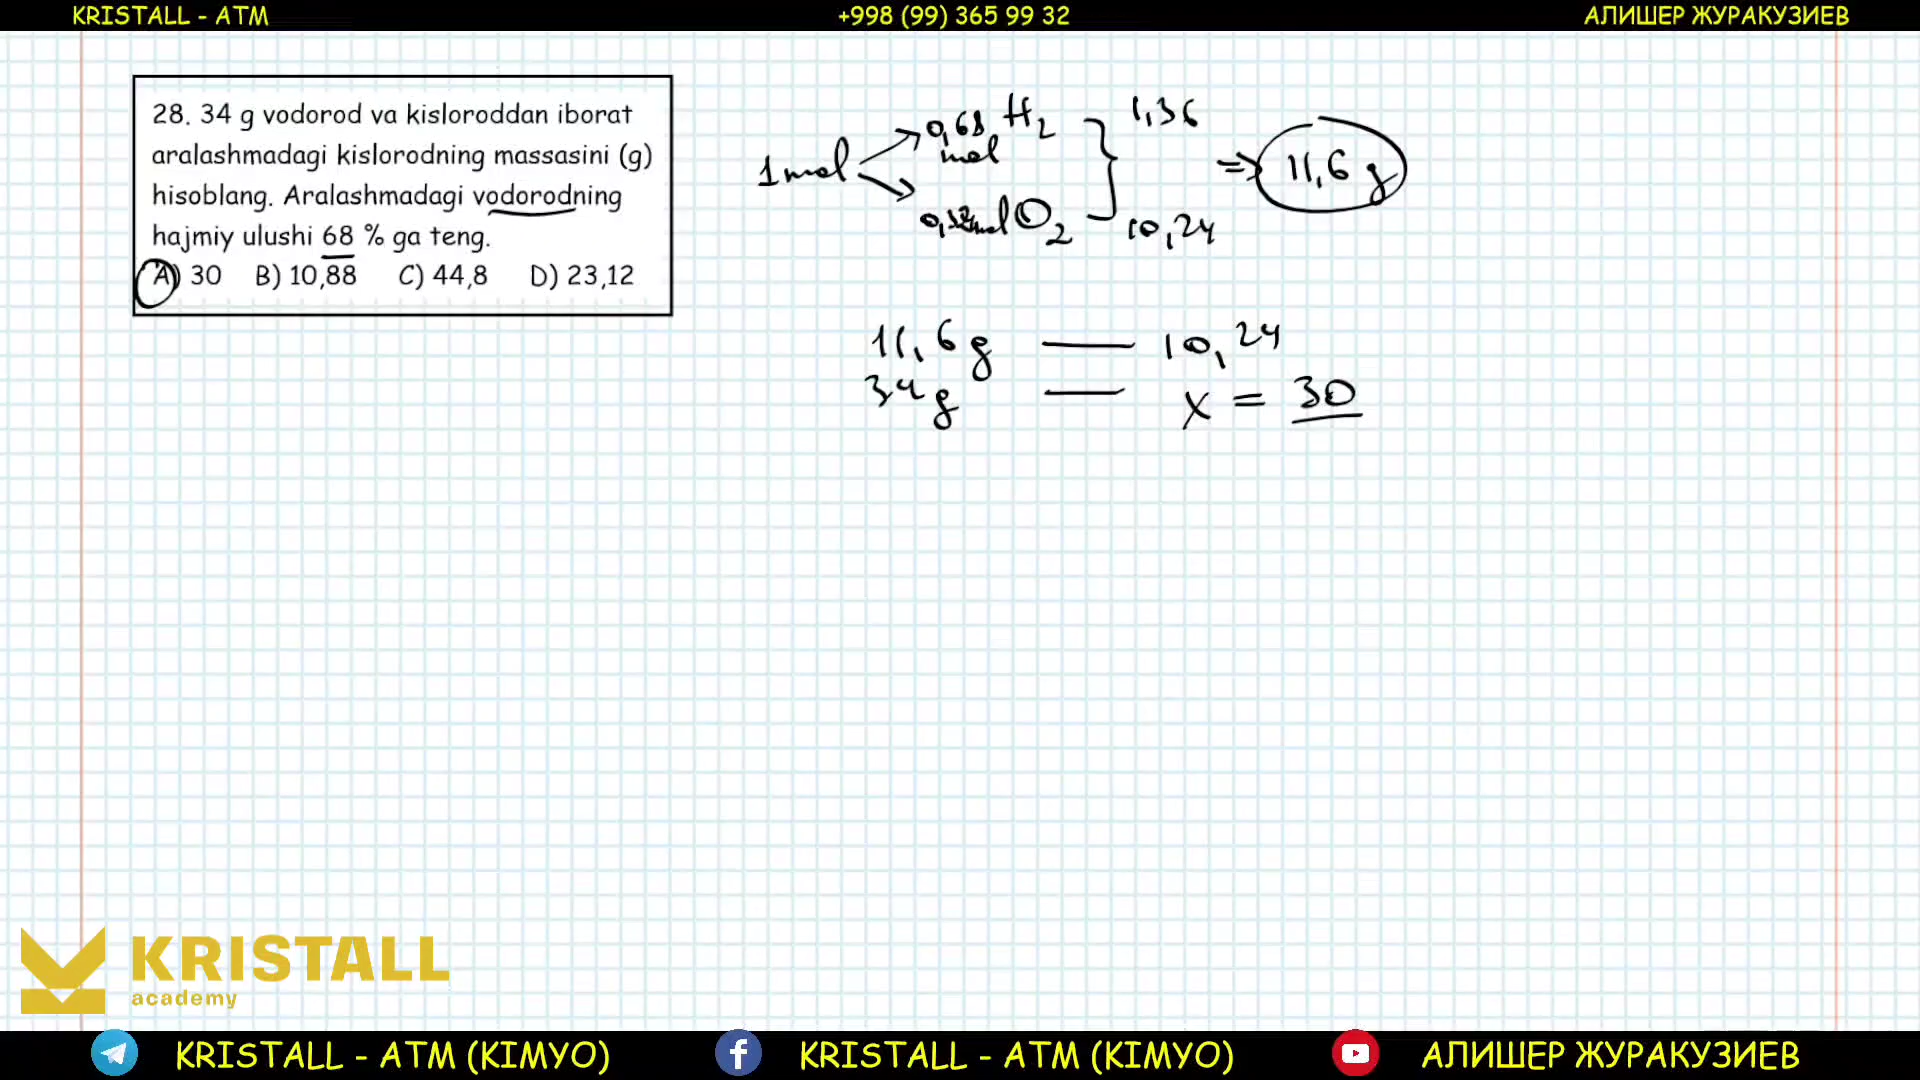 KRISTALL - ATM
+998 (99) 365 99 32
АЛИШЕР ЖУРАКУЗИЕВ
28. 34 g vodorod va kisloroddan iborat
aralashmadagi kislorodning massasini (g)
hisoblang. Aralashmadagi vodorodning
hajmiy ulushi 68 % ga teng.
A) 30 B) 10,88 C) 44,8 D) 23,12
1 mol
0,68 H2 1,36
mol
0,32 mol O2 10,24
=> 11,6 g
11,6 g — 10,24
34 g — x = 30
KRISTALL
academy
KRISTALL - ATM (KIMYO)
KRISTALL - ATM (KIMYO)
АЛИШЕР ЖУРАКУЗИЕВ